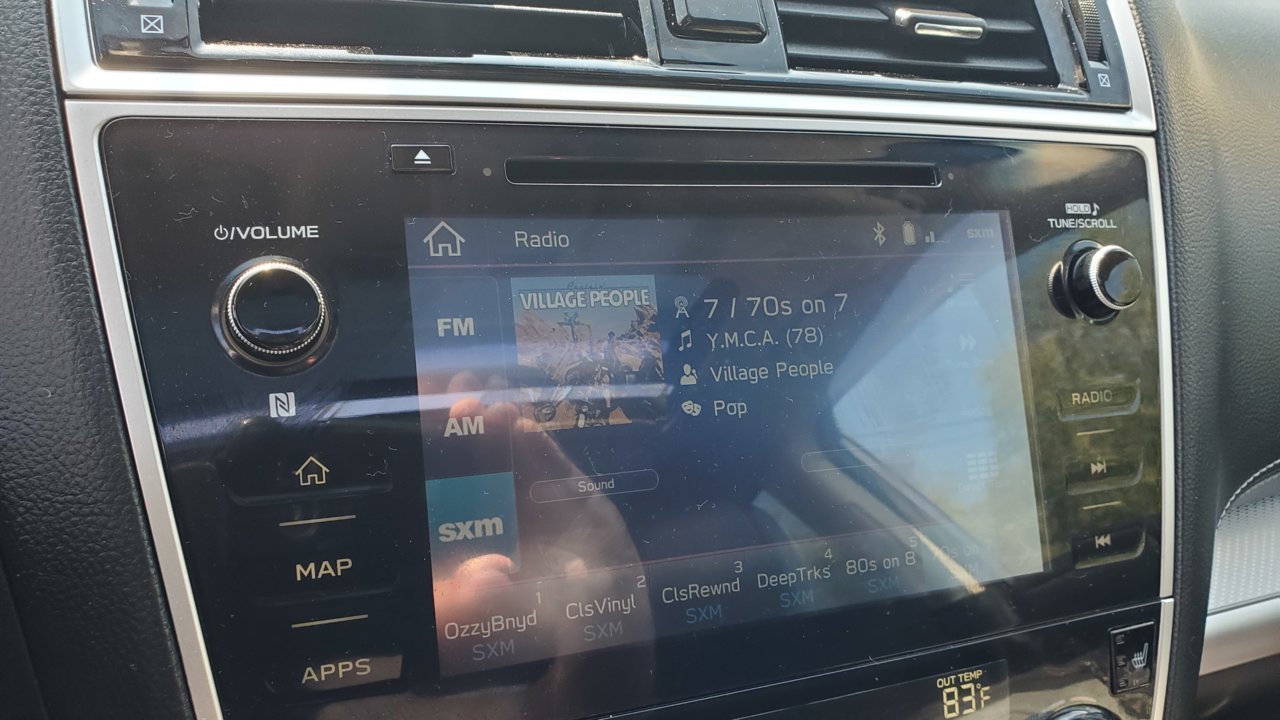 ⏻/VOLUME
HOLD♪
TUNE/SCROLL
Radio
sxm
VILLAGE PEOPLE
7 / 70s on 7
Y.M.C.A. (78)
Village People
Pop
FM
AM
sxm
Sound
RADIO
MAP
APPS
1
OzzyBnyd
SXM
2
ClsVinyl
SXM
3
ClsRewnd
SXM
4
DeepTrks
SXM
5
80s on 8
SXM
OUT TEMP
83°F